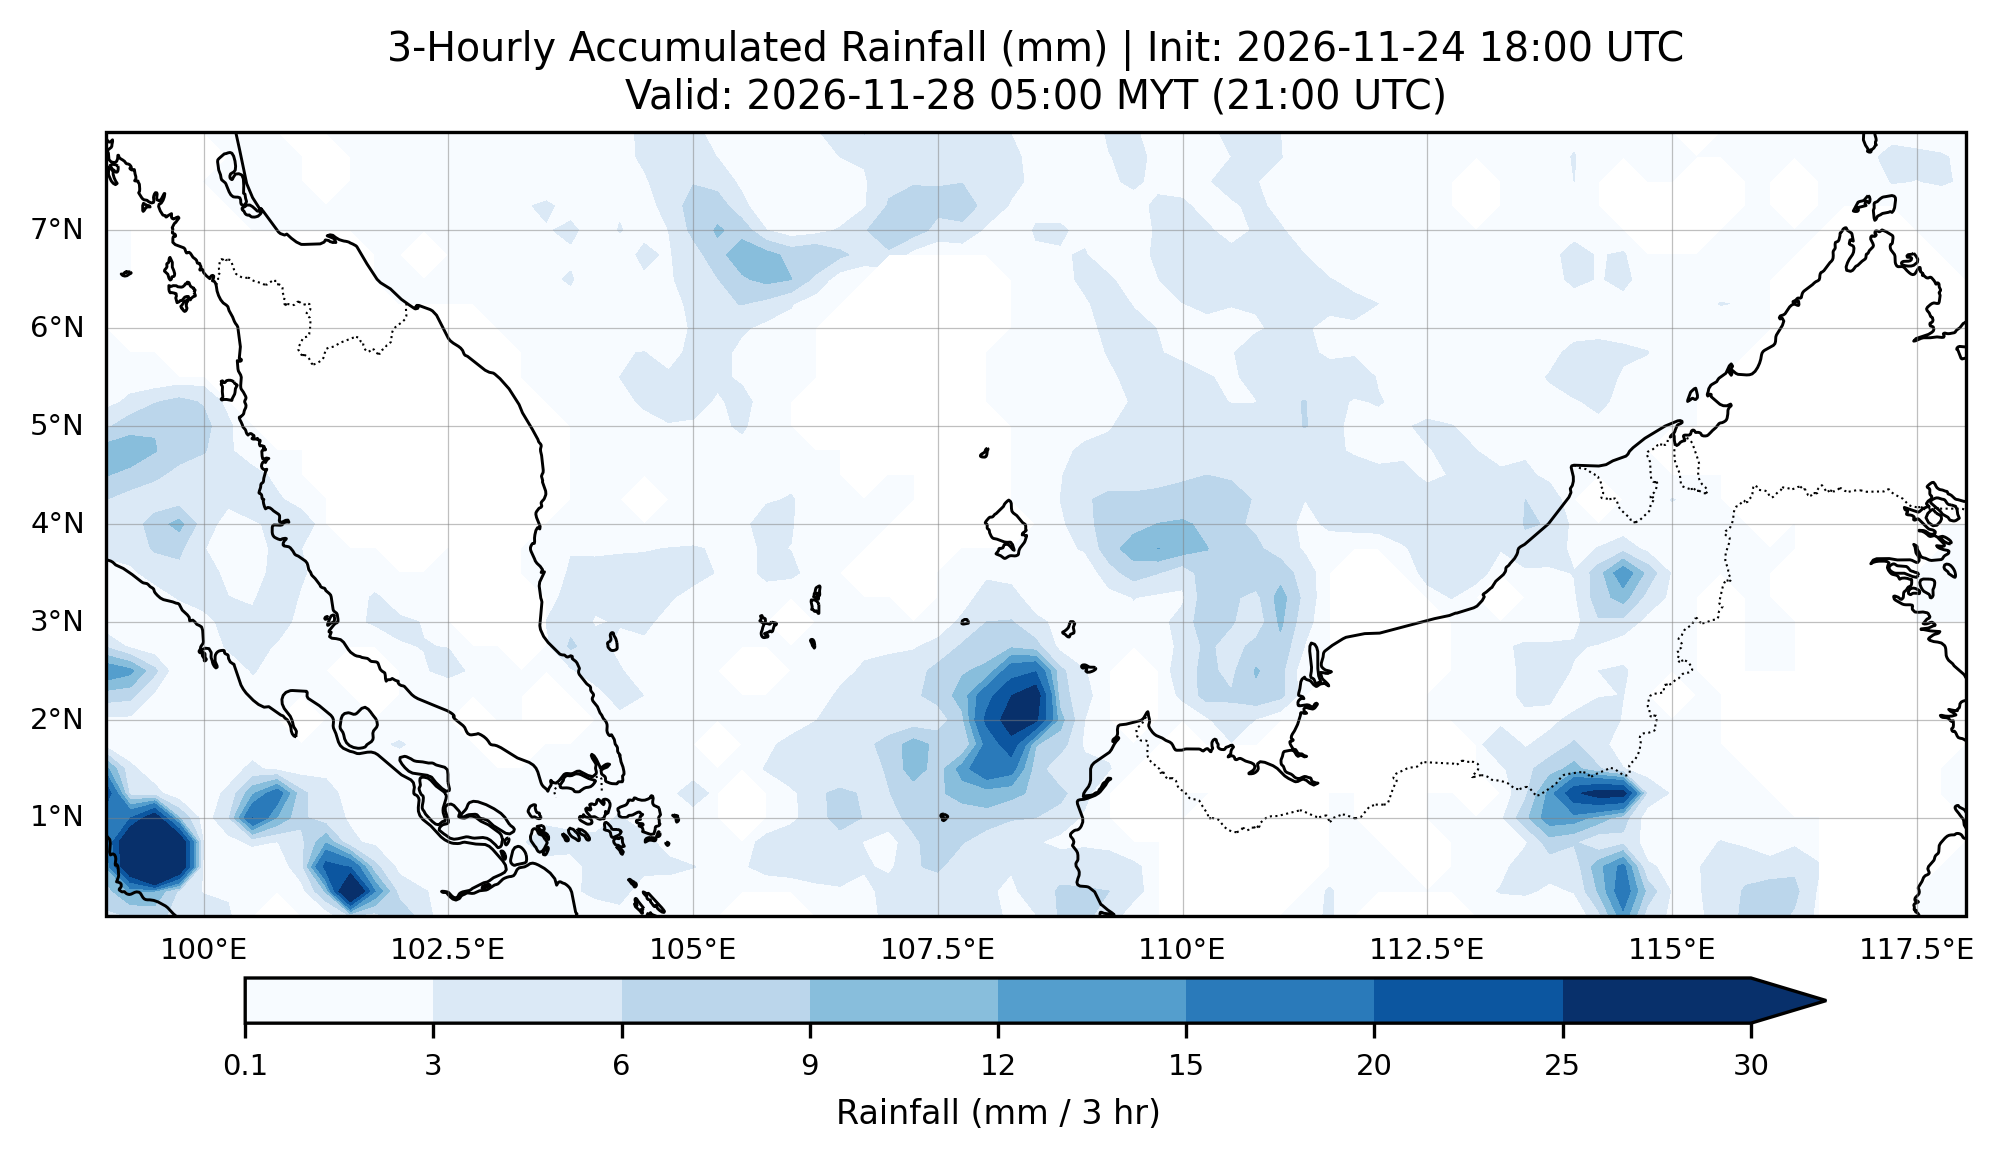 3-Hourly Accumulated Rainfall (mm) | Init: 2026-11-24 18:00 UTC
Valid: 2026-11-28 05:00 MYT (21:00 UTC)
7°N
6°N
5°N
4°N
3°N
2°N
1°N
100°E 102.5°E 105°E 107.5°E 110°E 112.5°E 115°E 117.5°E
0.1 3 6 9 12 15 20 25 30
Rainfall (mm / 3 hr)